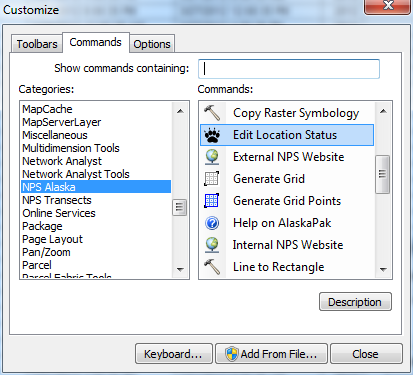 Customize
Toolbars Commands Options
Show commands containing:
Categories:
MapCache
MapServerLayer
Miscellaneous
Multidimension Tools
Network Analyst
Network Analyst Tools
NPS Alaska
NPS Transects
Online Services
Package
Page Layout
Pan/Zoom
Parcel
Parcel Fabric Tools
Commands:
Copy Raster Symbology
Edit Location Status
External NPS Website
Generate Grid
Generate Grid Points
Help on AlaskaPak
Internal NPS Website
Line to Rectangle
Description
Keyboard... Add From File... Close